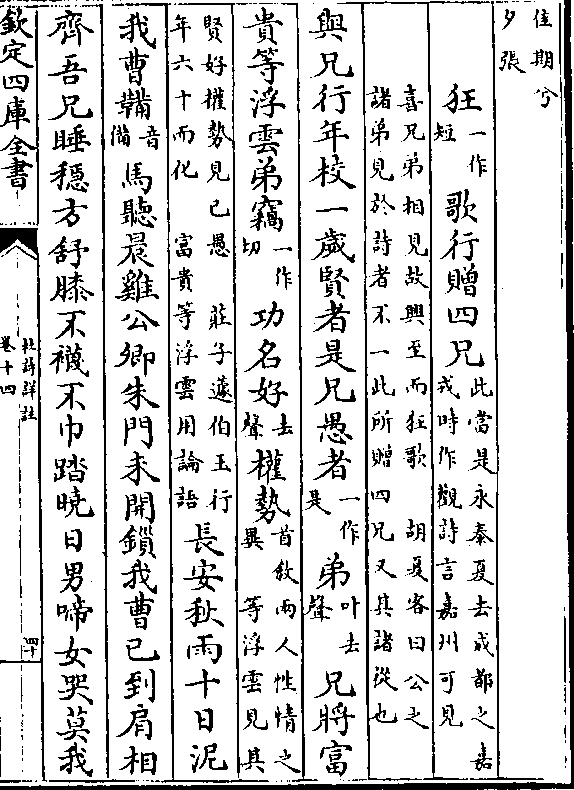 佳期兮
夕張
狂一作短歌行贈四兄此當是永泰夏去成都之嘉戎時作觀詩言嘉州可見
喜兄弟相見故興至而狂歌 胡夏客曰公之
諸弟見於詩者不一此所贈四兄又其諸從也
與兄行年校一歲賢者是兄愚者一作是弟叶去聲兄將富
貴等浮雲弟竊一作切功名好去聲權勢首敘兩人性情之異 等浮雲見其
賢好權勢見已愚 莊子蘧伯玉行年六十而化 富貴等浮雲用論語長安秋雨十日泥
我曹鞴音備馬聽晨雞公卿朱門未開鎖我曹已到肩相
齊吾兄睡穩方舒膝不襪不巾踏曉日男啼女哭莫我
欽定四庫全書
杜詩詳註
卷十四
四十